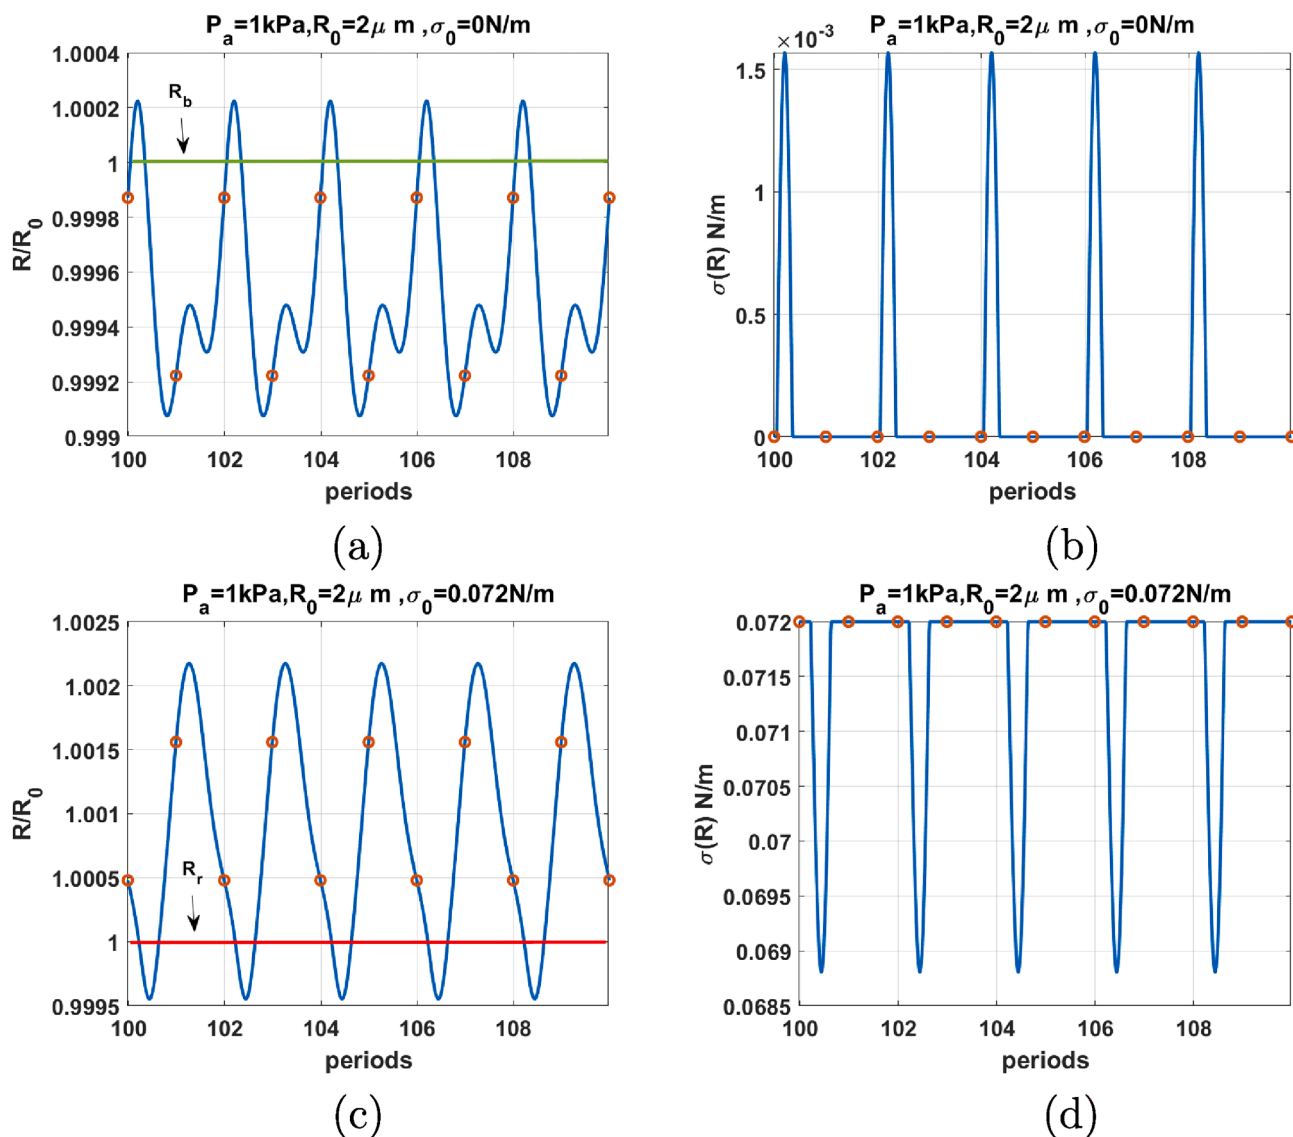 P_a=1kPa,R_0=2μ m ,σ_0=0N/m
R/R_0
1.0004
1.0002
1
0.9998
0.9996
0.9994
0.9992
0.999
R_b
100 102 104 106 108
periods
(a)
P_a=1kPa,R_0=2μ m ,σ_0=0N/m
×10^-3
σ(R) N/m
1.5
1
0.5
0
100 102 104 106 108
periods
(b)
P_a=1kPa,R_0=2μ m ,σ_0=0.072N/m
R/R_0
1.0025
1.002
1.0015
1.001
1.0005
1
0.9995
R_r
100 102 104 106 108
periods
(c)
P_a=1kPa,R_0=2μ m ,σ_0=0.072N/m
σ(R) N/m
0.072
0.0715
0.071
0.0705
0.07
0.0695
0.069
0.0685
100 102 104 106 108
periods
(d)